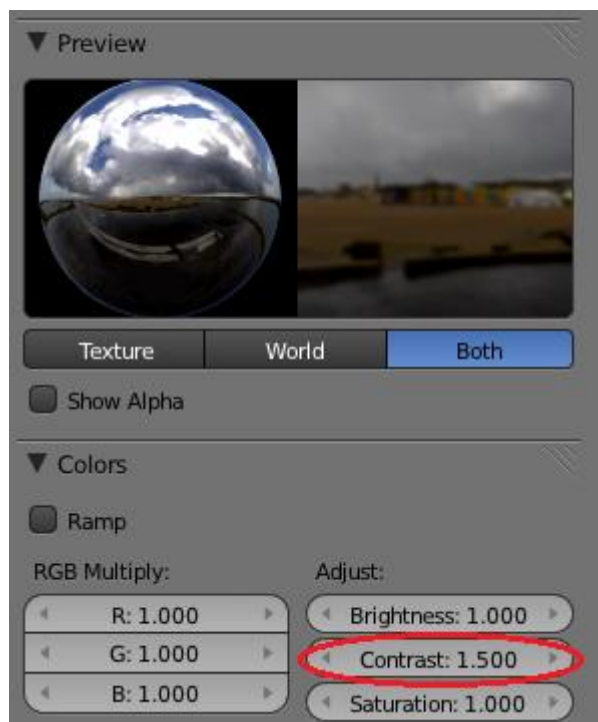 Preview
Texture World Both
Show Alpha
Colors
Ramp
RGB Multiply: Adjust:
R: 1.000 Brightness: 1.000
G: 1.000 Contrast: 1.500
B: 1.000 Saturation: 1.000